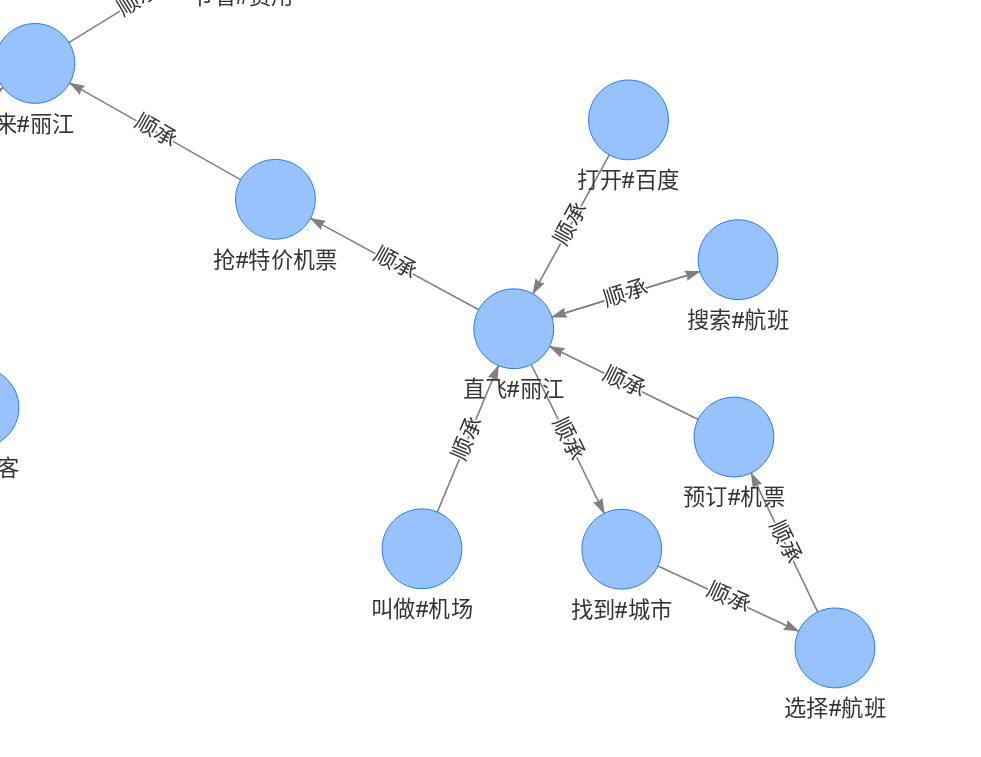 顺承
来#丽江
顺承
打开#百度
顺承
抢#特价机票
顺承
顺承
搜索#航班
直飞#丽江
顺承
顺承
顺承
客
预订#机票
顺承
叫做#机场
找到#城市
顺承
选择#航班